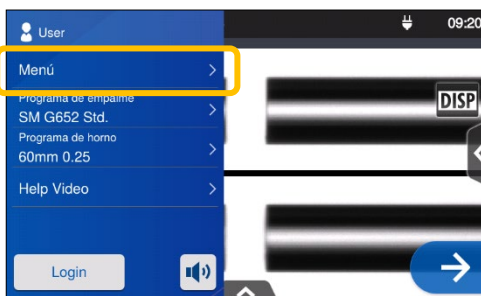 User
09:20
Menú
Programa de empalme
SM G652 Std.
DISP
Programa de horno
60mm 0.25
Help Video
Login